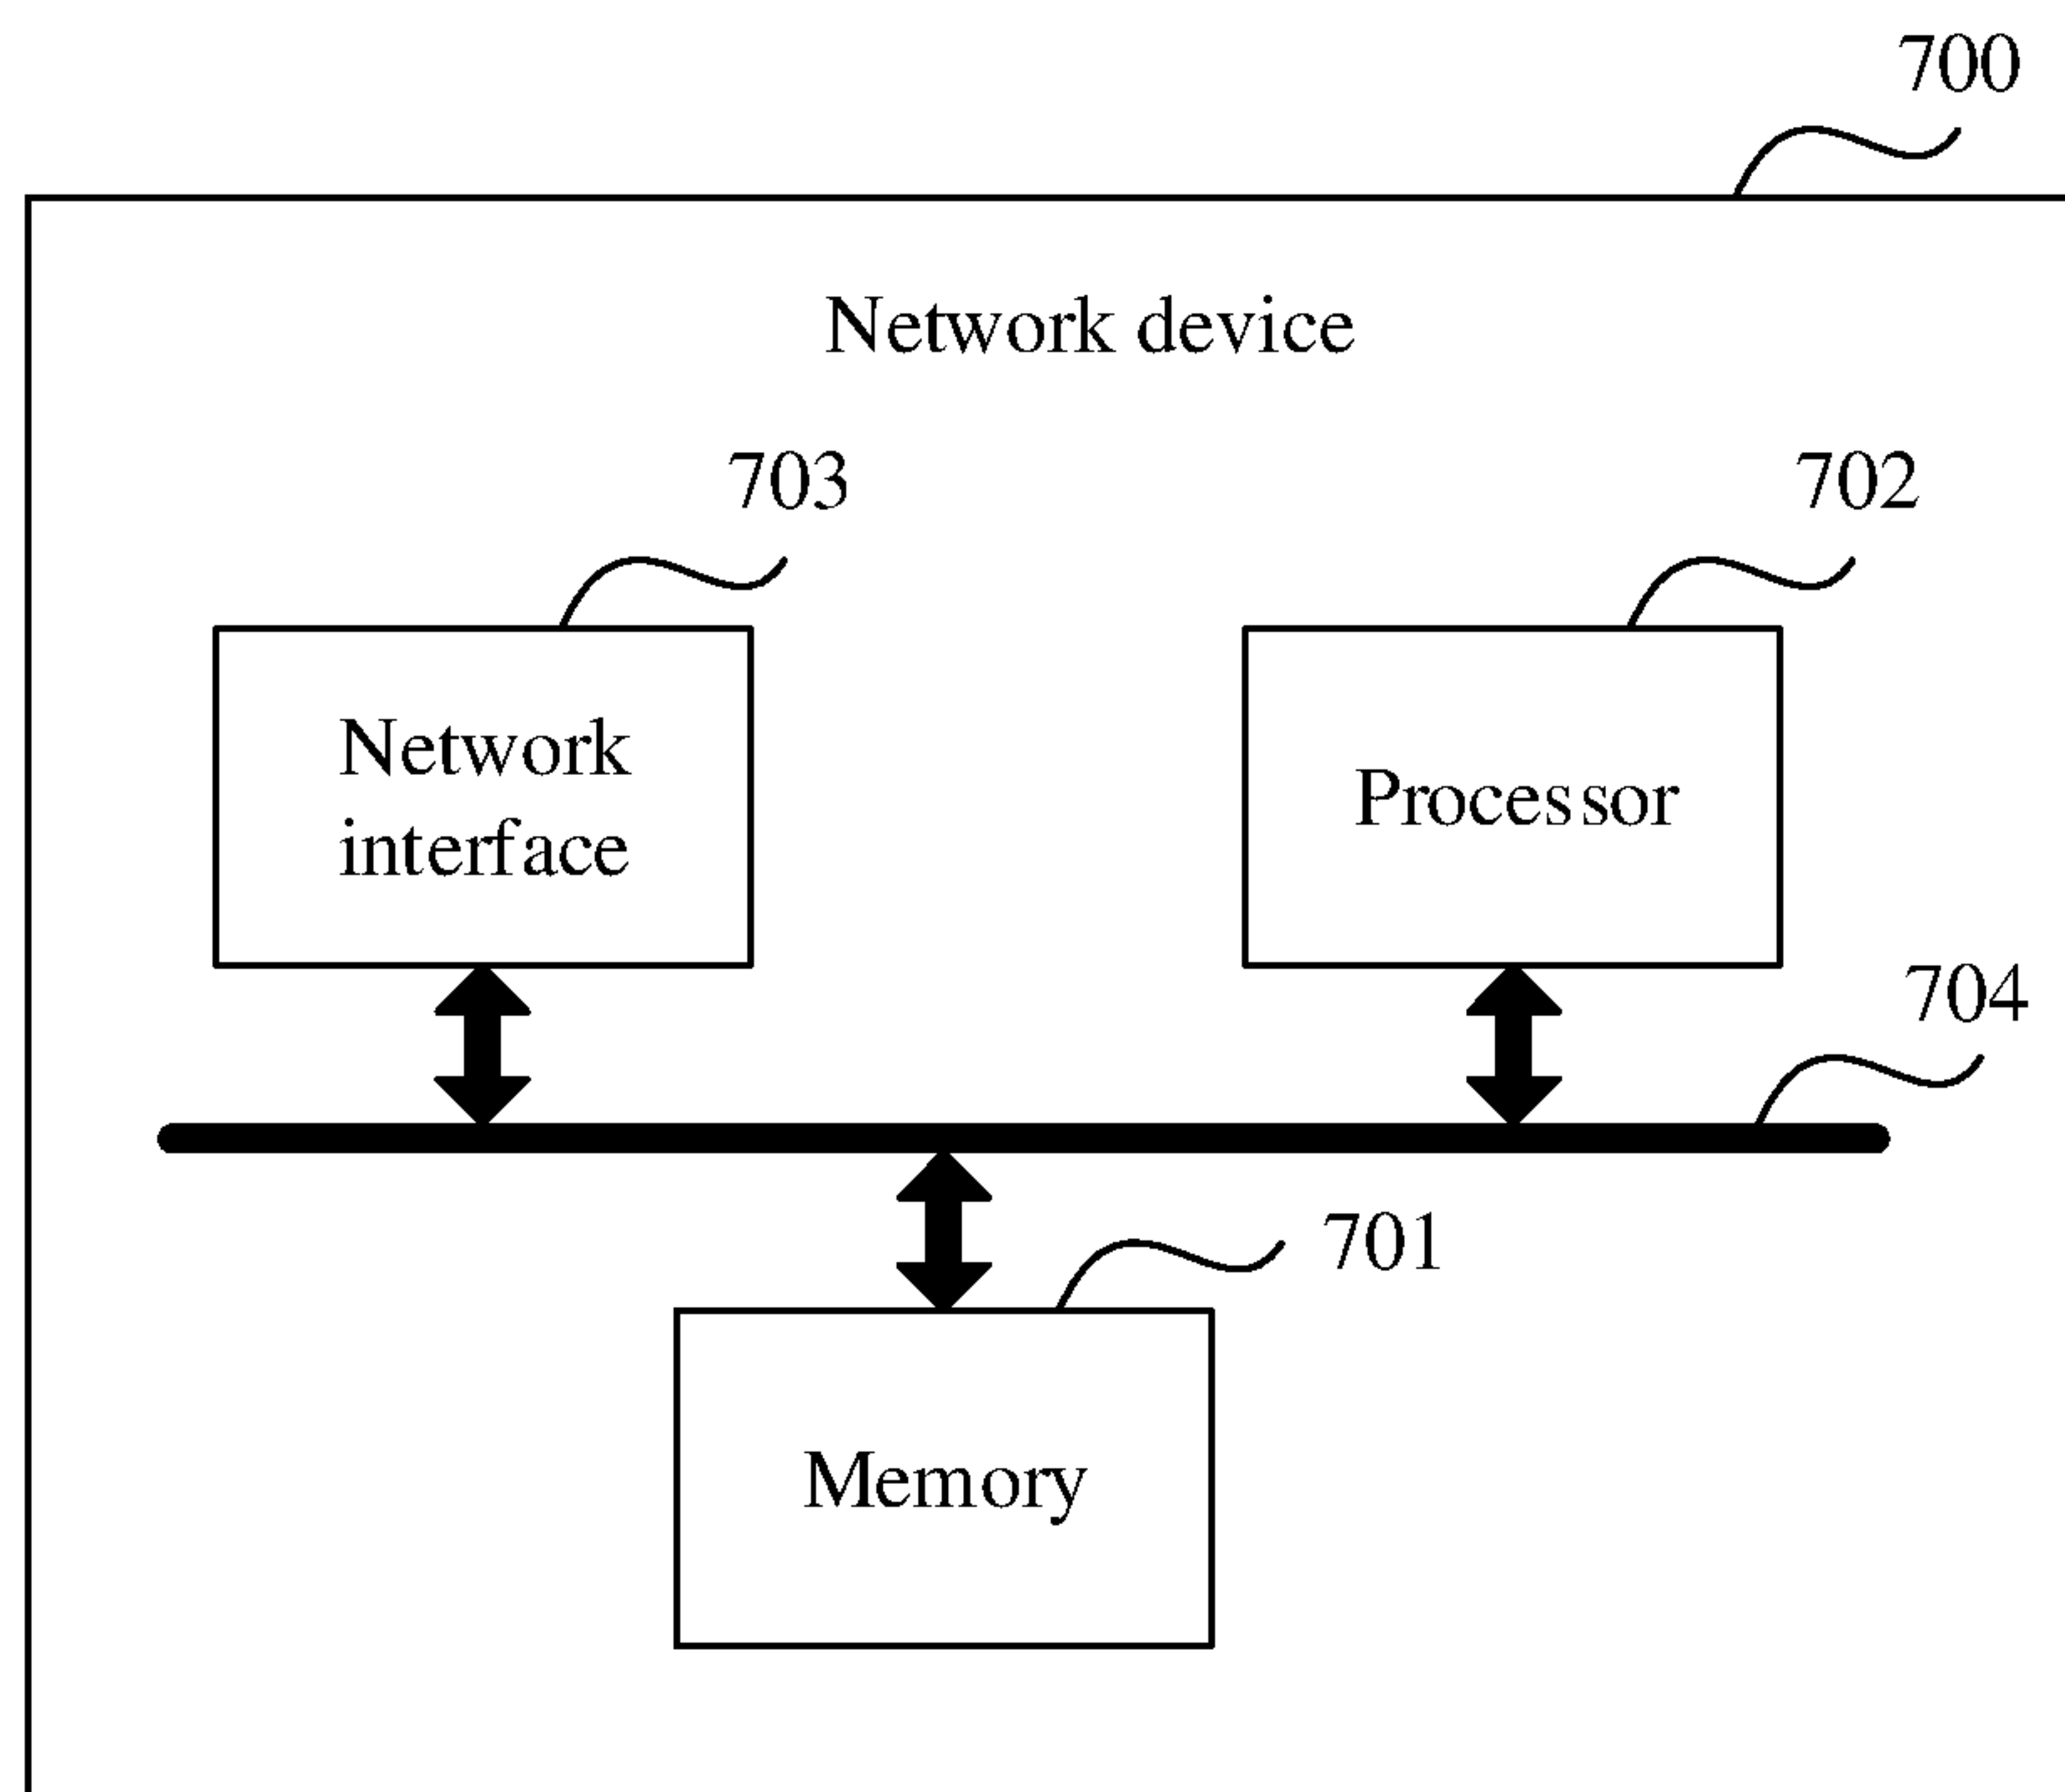 700
Network device
703
702
Network
interface
Processor
704
701
Memory